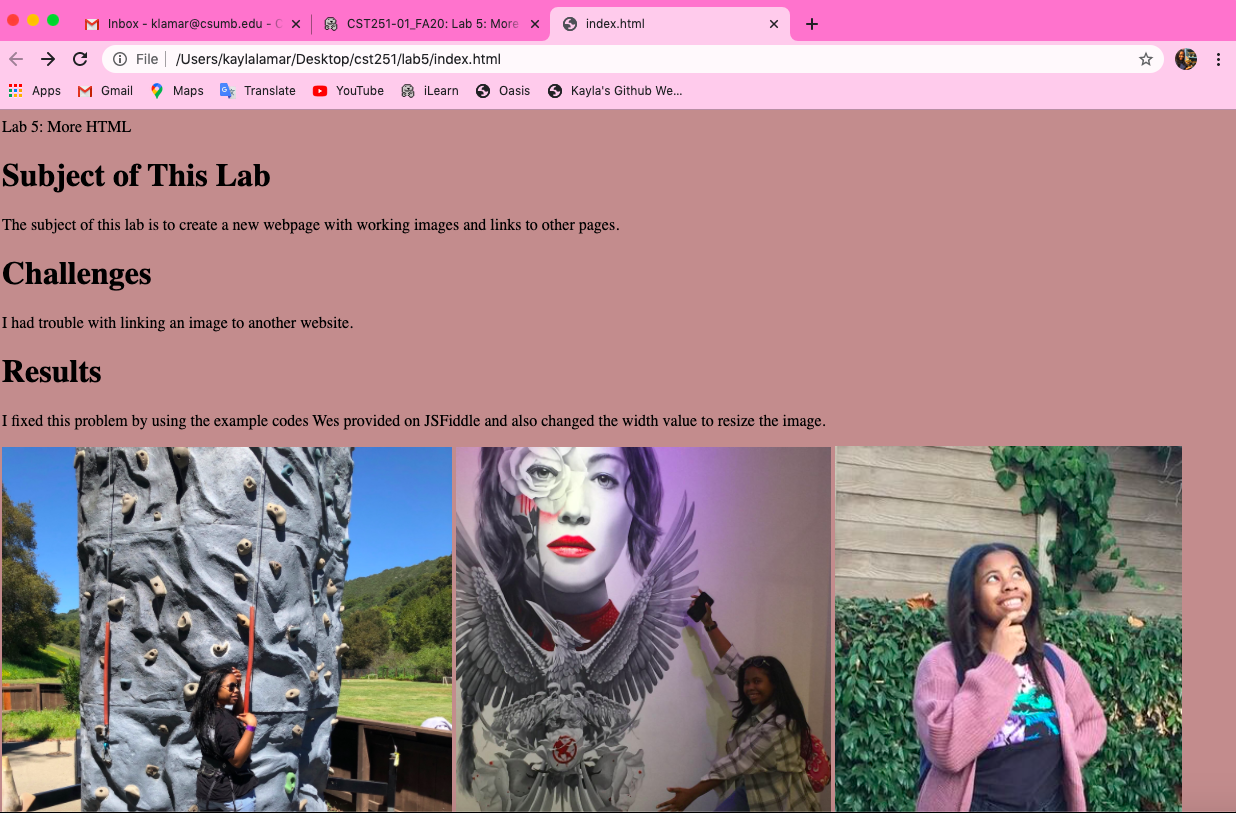 Inbox - klamar@csumb.edu - C
CST251-01_FA20: Lab 5: More
index.html
File
/Users/kaylalamar/Desktop/cst251/lab5/index.html
Apps Gmail Maps Translate YouTube iLearn Oasis Kayla's Github We...
Lab 5: More HTML
Subject of This Lab
The subject of this lab is to create a new webpage with working images and links to other pages.
Challenges
I had trouble with linking an image to another website.
Results
I fixed this problem by using the example codes Wes provided on JSFiddle and also changed the width value to resize the image.